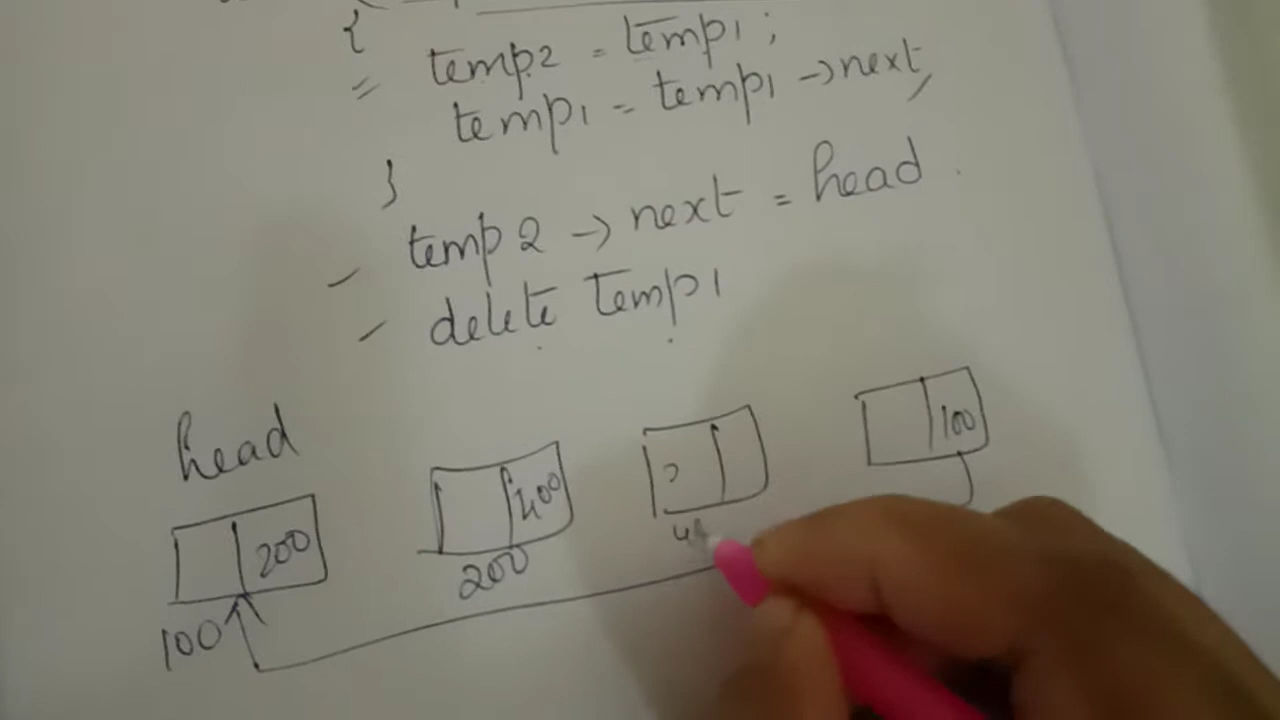 {
temp2 = temp1 ;
temp1 = temp1 → next ,
}
temp2 → next = head .
delete temp1
head
200
100
400
200
100